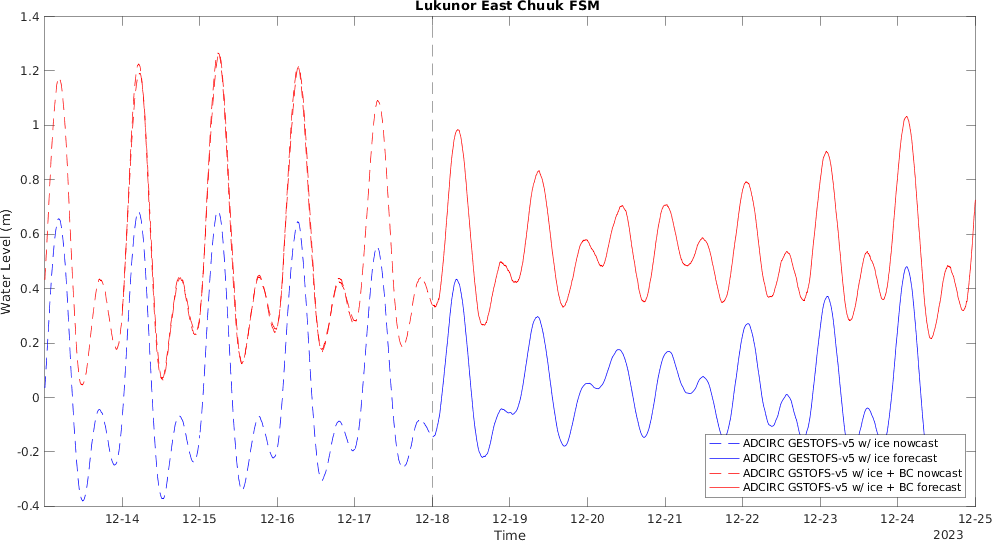 Lukunor East Chuuk FSM
1.4
1.2
1
0.8
0.6
0.4
0.2
0
-0.2
-0.4
Water Level (m)
ADCIRC GESTOFS-v5 w/ ice nowcast
ADCIRC GESTOFS-v5 w/ ice forecast
ADCIRC GSTOFS-v5 w/ ice + BC nowcast
ADCIRC GSTOFS-v5 w/ ice + BC forecast
12-14 12-15 12-16 12-17 12-18 12-19 12-20 12-21 12-22 12-23 12-24 12-25
Time
2023